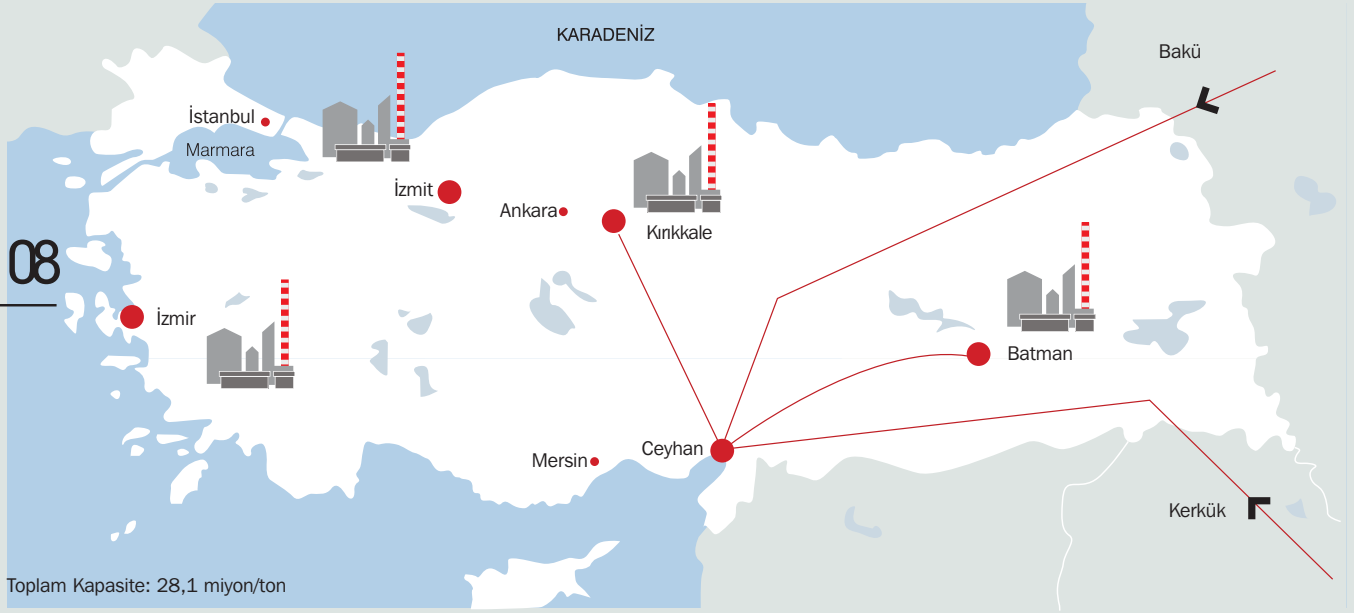 KARADENİZ
Bakü
İstanbul
Marmara
İzmit
Ankara
Kırıkkale
08
İzmir
Batman
Ceyhan
Mersin
Kerkük
Toplam Kapasite: 28,1 miyon/ton